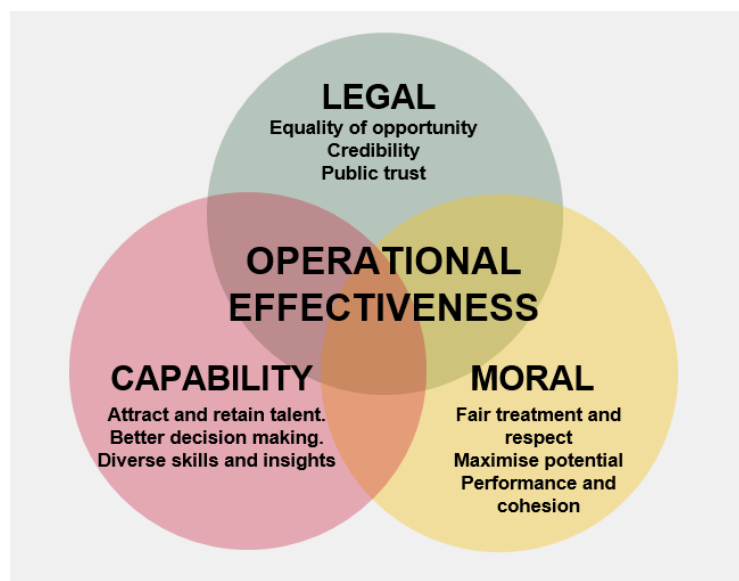 LEGAL
Equality of opportunity
Credibility
Public trust
OPERATIONAL
EFFECTIVENESS
CAPABILITY
Attract and retain talent.
Better decision making.
Diverse skills and insights
MORAL
Fair treatment and
respect
Maximise potential
Performance and
cohesion